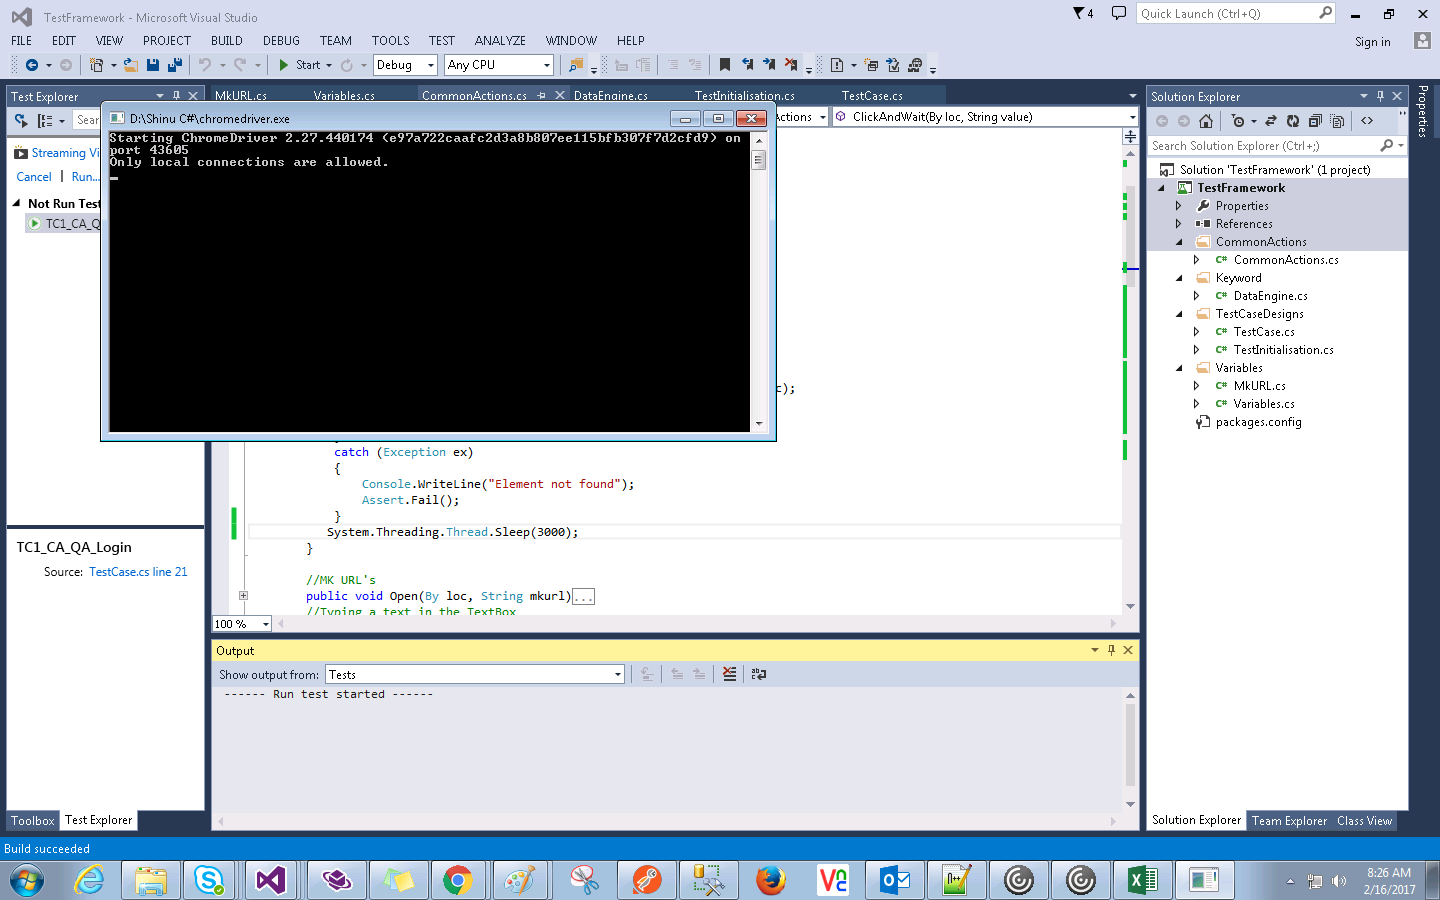 TestFramework - Microsoft Visual Studio
4
Quick Launch (Ctrl+Q)
FILE EDIT VIEW PROJECT BUILD DEBUG TEAM TOOLS TEST ANALYZE WINDOW HELP
Sign in
Start
Debug
Any CPU
Test Explorer
Sear
Streaming Vi
Cancel | Run...
Not Run Test
TC1_CA_Q
TC1_CA_QA_Login
Source: TestCase.cs line 21
Toolbox
Test Explorer
MkURL.cs
Variables.cs
CommonActions.cs
DataEngine.cs
TestInitialisation.cs
TestCase.cs
Actions
ClickAndWait(By loc, String value)
D:\Shinu C#\chromedriver.exe
Starting ChromeDriver 2.27.440174 (e97a722caafc2d3a8b807ee115bfb307f7d2cfd9) on
port 43605
Only local connections are allowed.
c);
catch (Exception ex)
{
Console.WriteLine("Element not found");
Assert.Fail();
}
System.Threading.Thread.Sleep(3000);
}
//MK URL's
public void Open(By loc, String mkurl)...
//Typing a text in the TextBox
100 %
Output
Show output from: Tests
------ Run test started ------
Solution Explorer
Search Solution Explorer (Ctrl+;)
Solution 'TestFramework' (1 project)
TestFramework
Properties
References
CommonActions
CommonActions.cs
Keyword
DataEngine.cs
TestCaseDesigns
TestCase.cs
TestInitialisation.cs
Variables
MkURL.cs
Variables.cs
packages.config
Solution Explorer
Team Explorer
Class View
Properties
Build succeeded
8:26 AM
2/16/2017